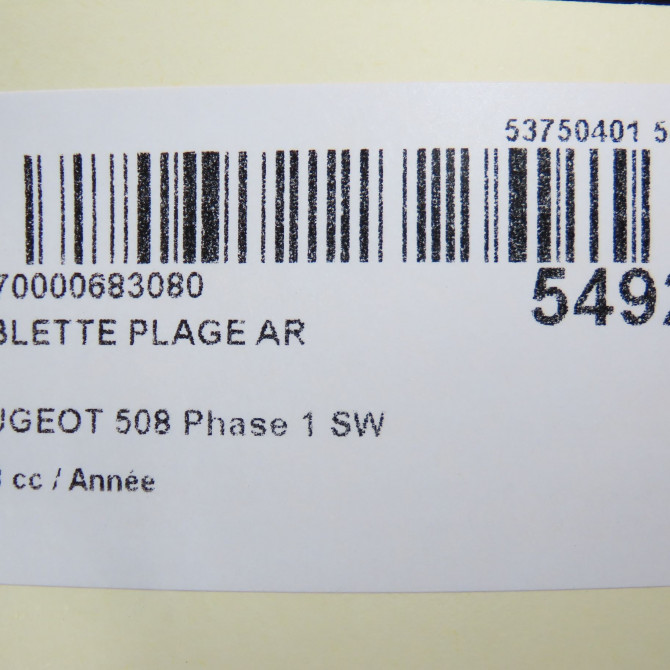 53750401 5
70000683080
5492
BLETTE PLAGE AR
UGEOT 508 Phase 1 SW
cc / Année